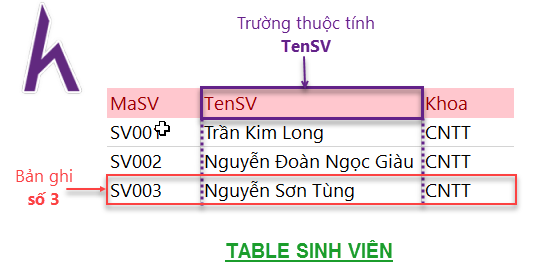 Trường thuộc tính
TenSV
MaSV TenSV Khoa
SV001 Trần Kim Long CNTT
SV002 Nguyễn Đoàn Ngọc Giàu CNTT
Bản ghi
số 3
SV003 Nguyễn Sơn Tùng CNTT
TABLE SINH VIÊN